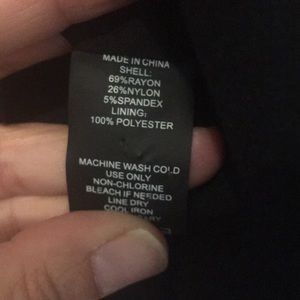 MADE IN CHINA
SHELL:
69%RAYON
26%NYLON
5%SPANDEX
LINING:
100% POLYESTER
MACHINE WASH COLD
USE ONLY
NON-CHLORINE
BLEACH IF NEEDED
LINE DRY
COOL IRON